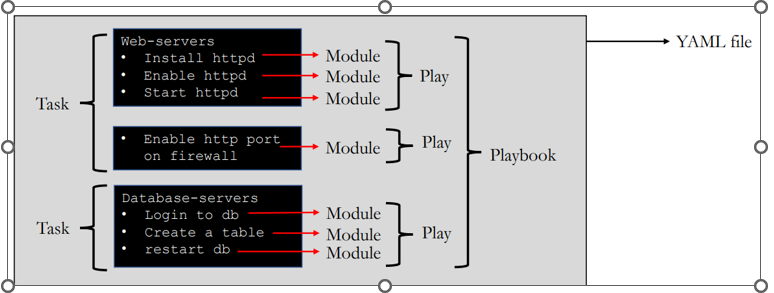 Web-servers
• Install httpd
• Enable httpd
• Start httpd
Module
Module
Module
Play
Task
• Enable http port
on firewall
Module
Play
Database-servers
• Login to db
• Create a table
• restart db
Module
Module
Module
Play
Task
Playbook
YAML file